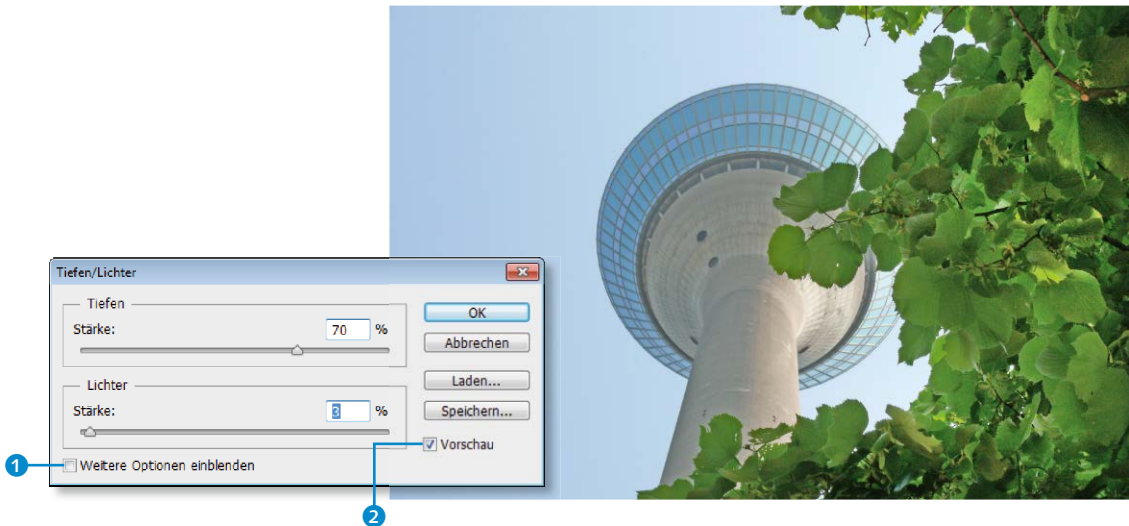 Tiefen/Lichter
Tiefen
Stärke:
70 %
OK
Abbrechen
Lichter
Stärke:
3 %
Laden...
Speichern...
Vorschau
1
Weitere Optionen einblenden
2